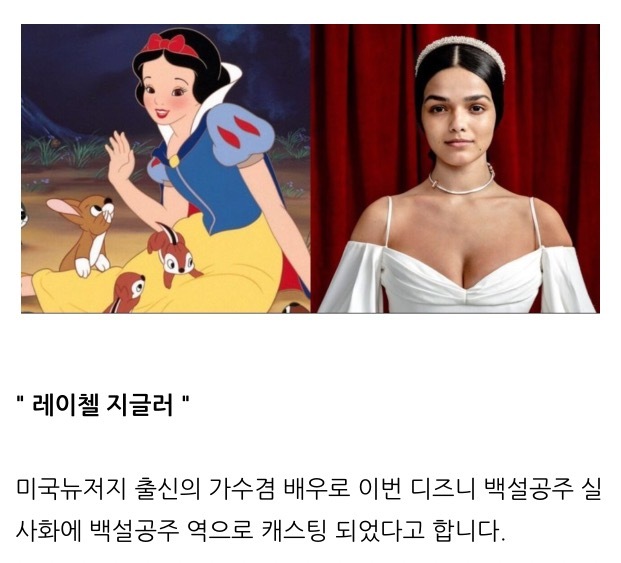 " 레이첼 지글러 "
미국뉴저지 출신의 가수겸 배우로 이번 디즈니 백설공주 실
사화에 백설공주 역으로 캐스팅 되었다고 합니다.